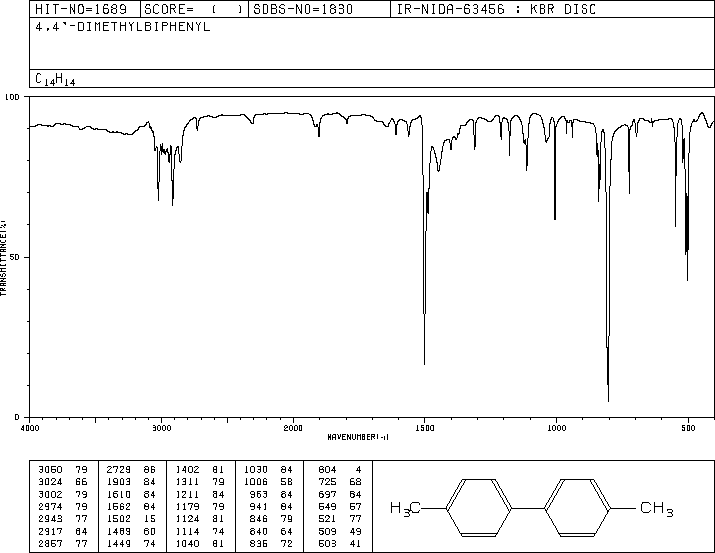 HIT-NO=1689 SCORE= ( ) SDBS-NO=1830 IR-NIDA-63456 : KBR DISC
4,4'-DIMETHYLBIPHENYL
C14H14
100
50
0
TRANSMITTANCE(%)
4000 3000 2000 1500 1000 500
WAVENUMBER(-1)
3060 79 2729 86 1402 81 1030 84 804 4
3024 66 1903 84 1311 79 1006 58 725 68
3002 79 1610 84 1211 84 963 84 697 84
2974 79 1562 84 1179 79 941 84 549 57
2943 77 1502 15 1124 81 846 79 521 77
2917 64 1489 60 1114 74 840 64 509 49
2867 77 1449 74 1040 81 836 72 503 41
H3C CH3